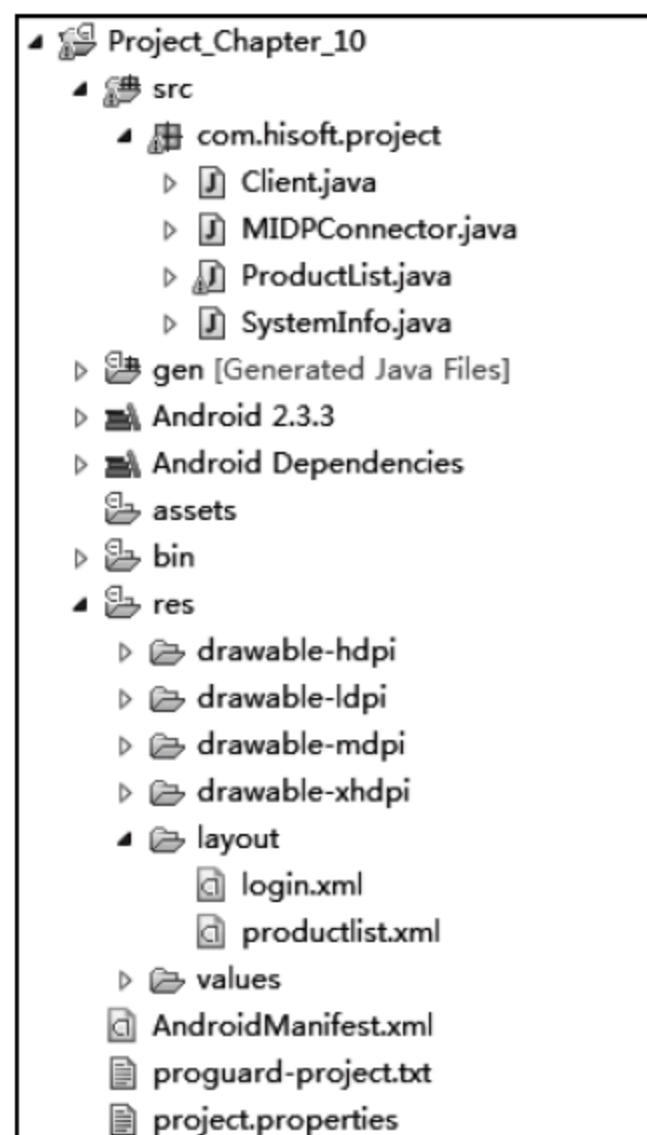 Project_Chapter_10
src
com.hisoft.project
Client.java
MIDPConnector.java
ProductList.java
SystemInfo.java
gen [Generated Java Files]
Android 2.3.3
Android Dependencies
assets
bin
res
drawable-hdpi
drawable-ldpi
drawable-mdpi
drawable-xhdpi
layout
login.xml
productlist.xml
values
AndroidManifest.xml
proguard-project.txt
project.properties